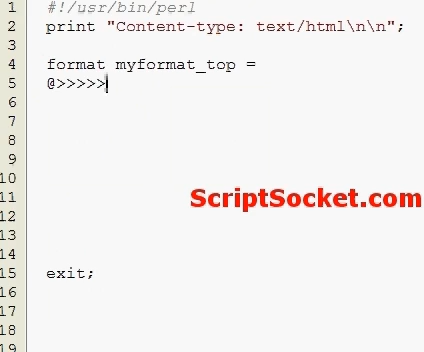 1 #!/usr/bin/perl
2 print "Content-type: text/html\n\n";
3
4 format myformat_top =
5 @>>>>>
6
7
8
9
10
11 ScriptSocket.com
12
13
14
15 exit;
16
17
18
19